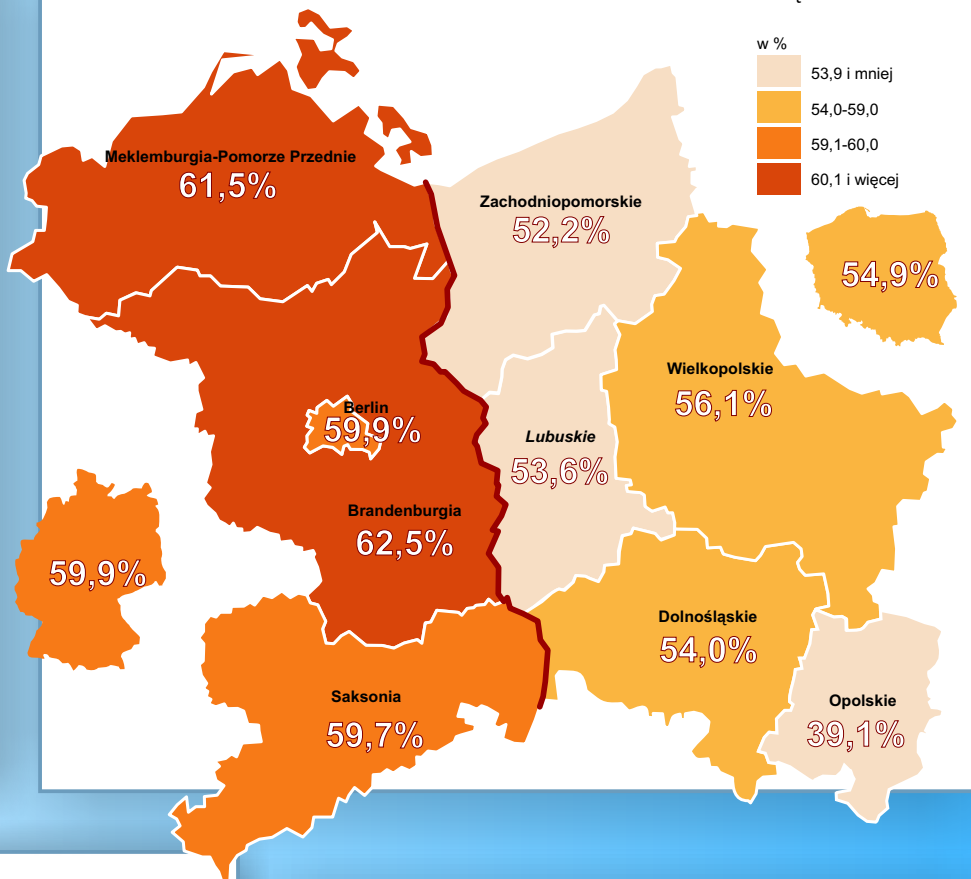 w %
53,9 i mniej
54,0-59,0
59,1-60,0
60,1 i więcej
Meklemburgia-Pomorze Przednie
61,5%
Zachodniopomorskie
52,2%
54,9%
Wielkopolskie
56,1%
Berlin
59,9%
Lubuskie
53,6%
Brandenburgia
62,5%
59,9%
Dolnośląskie
54,0%
Saksonia
59,7%
Opolskie
39,1%